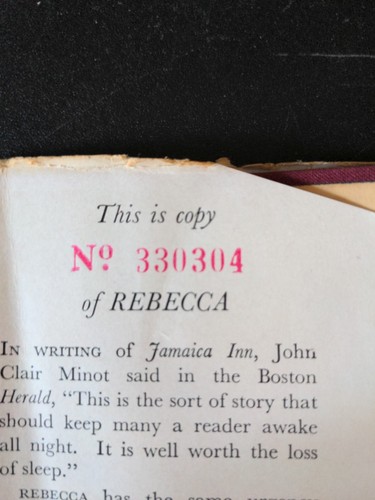 This is copy
Nº 330304
of REBECCA
IN WRITING of Jamaica Inn, John
Clair Minot said in the Boston
Herald, "This is the sort of story that
should keep many a reader awake
all night. It is well worth the loss
of sleep."
REBECCA has the same